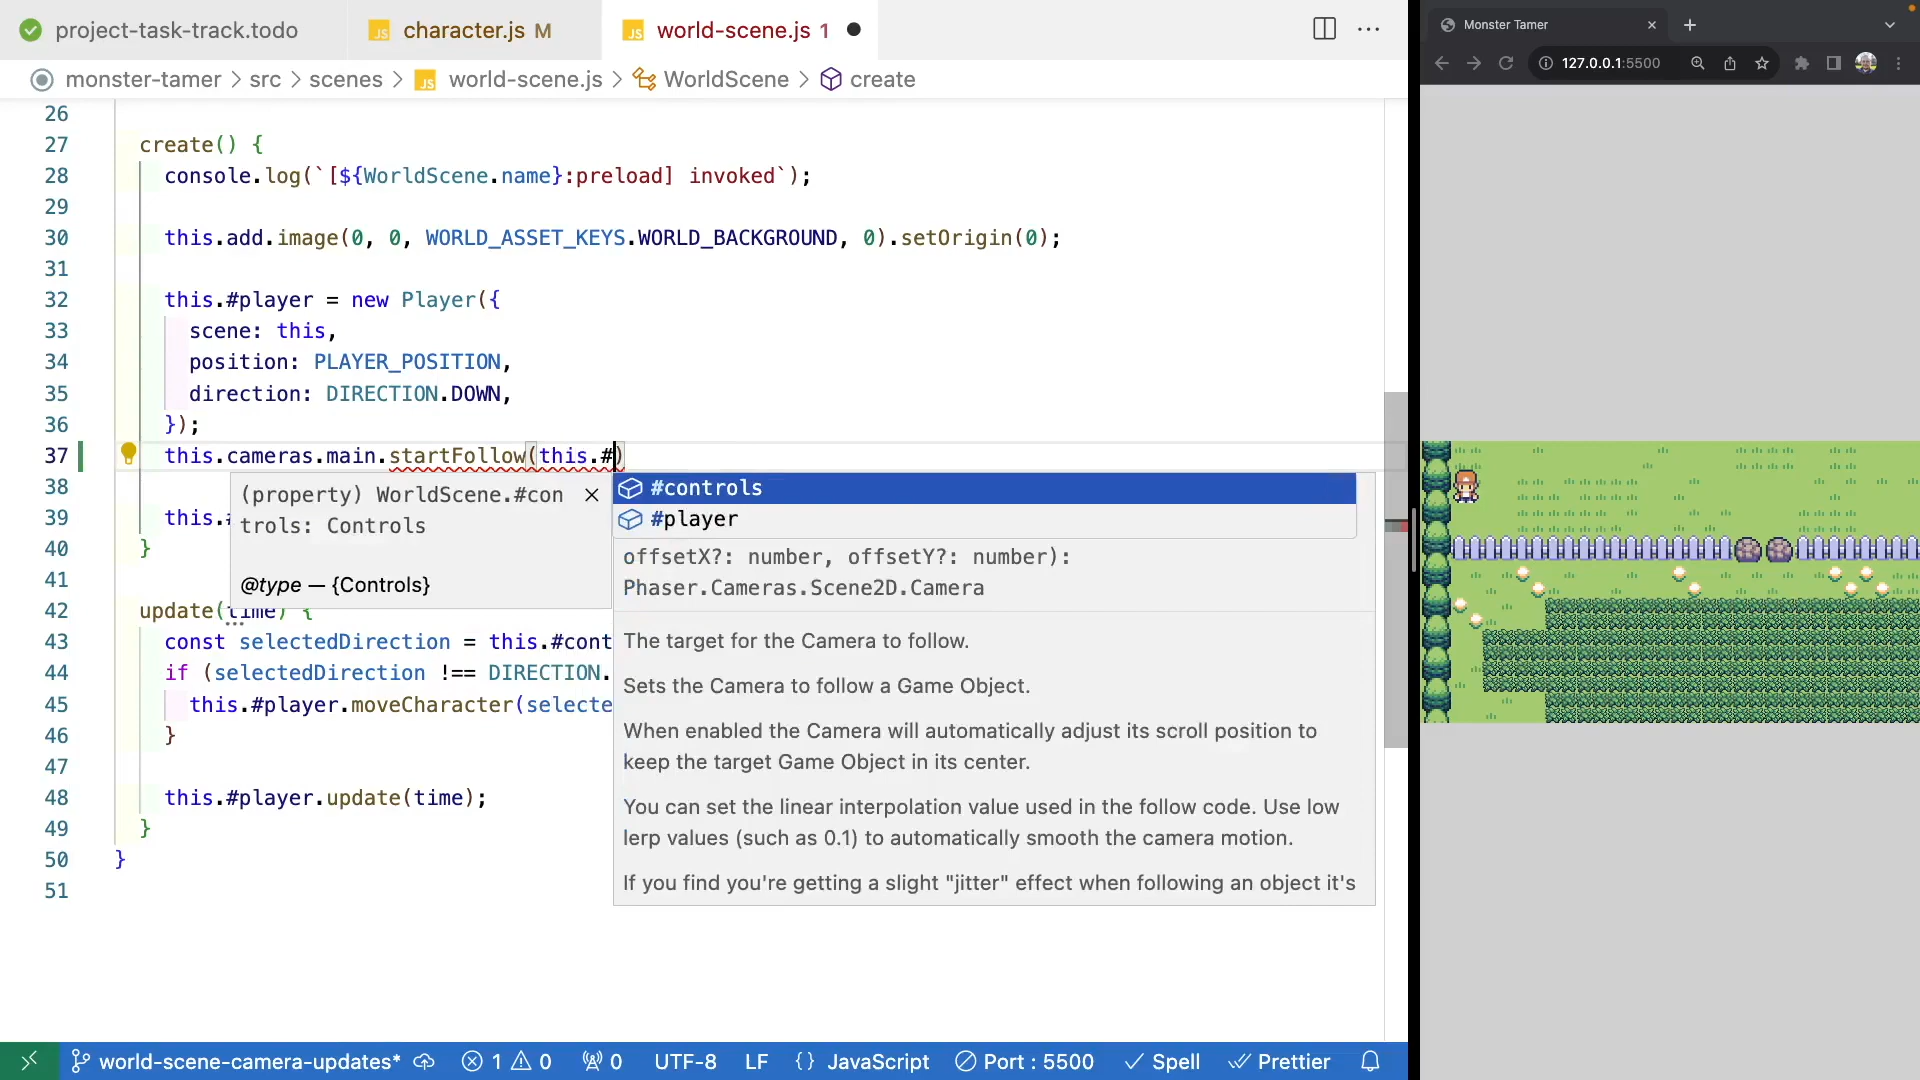 project-task-track.todo
character.js M
world-scene.js 1
monster-tamer > src > scenes > world-scene.js > WorldScene > create
26
27 create() {
28 console.log(`[${WorldScene.name}:preload] invoked`);
29
30 this.add.image(0, 0, WORLD_ASSET_KEYS.WORLD_BACKGROUND, 0).setOrigin(0);
31
32 this.#player = new Player({
33 scene: this,
34 position: PLAYER_POSITION,
35 direction: DIRECTION.DOWN,
36 });
37 this.cameras.main.startFollow(this.#)
38
39 this.
40 }
41
42 update(time) {
43 const selectedDirection = this.#cont
44 if (selectedDirection !== DIRECTION.
45 this.#player.moveCharacter(selecte
46 }
47
48 this.#player.update(time);
49 }
50 }
51
(property) WorldScene.#con
trols: Controls
@type — {Controls}
#controls
#player
offsetX?: number, offsetY?: number):
Phaser.Cameras.Scene2D.Camera
The target for the Camera to follow.
Sets the Camera to follow a Game Object.
When enabled the Camera will automatically adjust its scroll position to
keep the target Game Object in its center.
You can set the linear interpolation value used in the follow code. Use low
lerp values (such as 0.1) to automatically smooth the camera motion.
If you find you're getting a slight "jitter" effect when following an object it's
world-scene-camera-updates* 1 0 0 UTF-8 LF {} JavaScript Port : 5500 Spell Prettier
Monster Tamer
127.0.0.1:5500